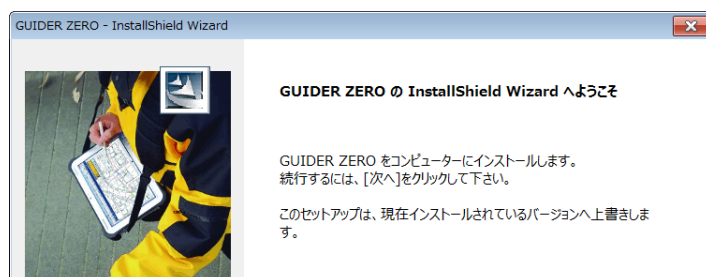 GUIDER ZERO - InstallShield Wizard
GUIDER ZERO の InstallShield Wizard へようこそ
GUIDER ZERO をコンピューターにインストールします。
続行するには、[次へ]をクリックして下さい。
このセットアップは、現在インストールされているバージョンへ上書きしま
す。